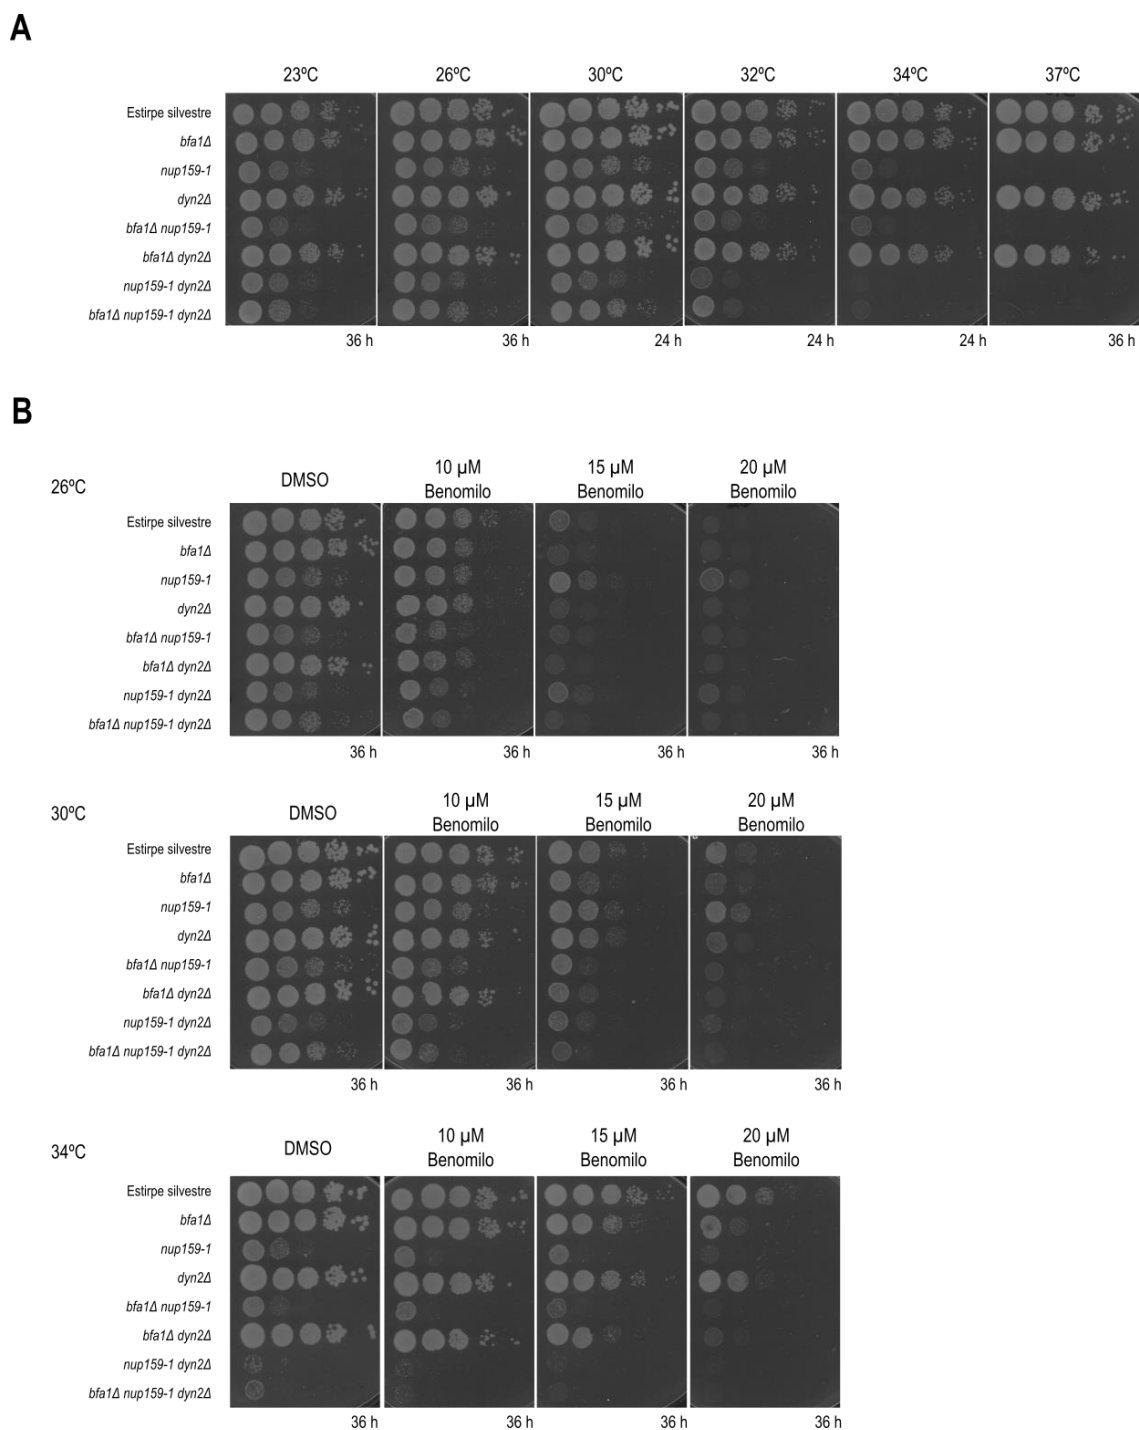 A
23ºC 26ºC 30ºC 32ºC 34ºC 37ºC
Estirpe silvestre
bfa1Δ
nup159-1
dyn2Δ
bfa1Δ nup159-1
bfa1Δ dyn2Δ
nup159-1 dyn2Δ
bfa1Δ nup159-1 dyn2Δ
36 h 36 h 24 h 24 h 24 h 36 h
B
26ºC
DMSO
10 µM
Benomilo
15 µM
Benomilo
20 µM
Benomilo
Estirpe silvestre
bfa1Δ
nup159-1
dyn2Δ
bfa1Δ nup159-1
bfa1Δ dyn2Δ
nup159-1 dyn2Δ
bfa1Δ nup159-1 dyn2Δ
36 h 36 h 36 h 36 h
30ºC
DMSO
10 µM
Benomilo
15 µM
Benomilo
20 µM
Benomilo
Estirpe silvestre
bfa1Δ
nup159-1
dyn2Δ
bfa1Δ nup159-1
bfa1Δ dyn2Δ
nup159-1 dyn2Δ
bfa1Δ nup159-1 dyn2Δ
36 h 36 h 36 h 36 h
34ºC
DMSO
10 µM
Benomilo
15 µM
Benomilo
20 µM
Benomilo
Estirpe silvestre
bfa1Δ
nup159-1
dyn2Δ
bfa1Δ nup159-1
bfa1Δ dyn2Δ
nup159-1 dyn2Δ
bfa1Δ nup159-1 dyn2Δ
36 h 36 h 36 h 36 h